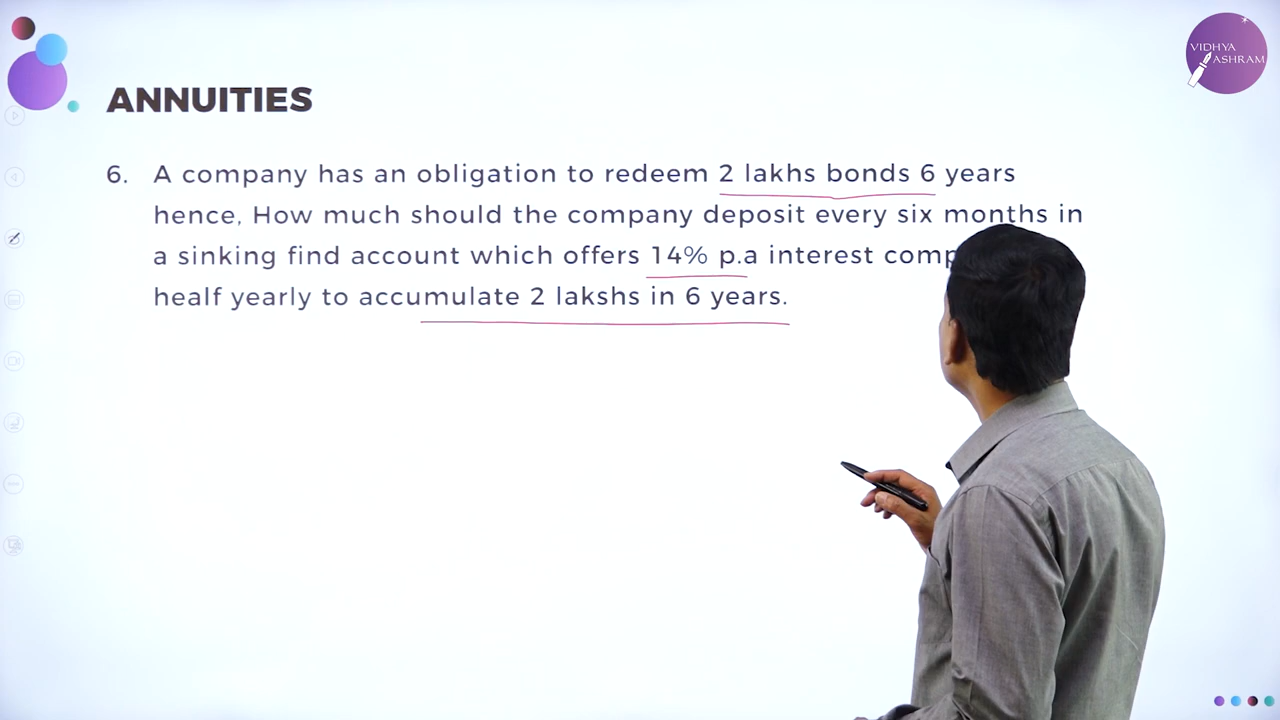 VIDHYA
ASHRAM
ANNUITIES
6. A company has an obligation to redeem 2 lakhs bonds 6 years
hence, How much should the company deposit every six months in
a sinking find account which offers 14% p.a interest
healf yearly to accumulate 2 lakshs in 6 years.